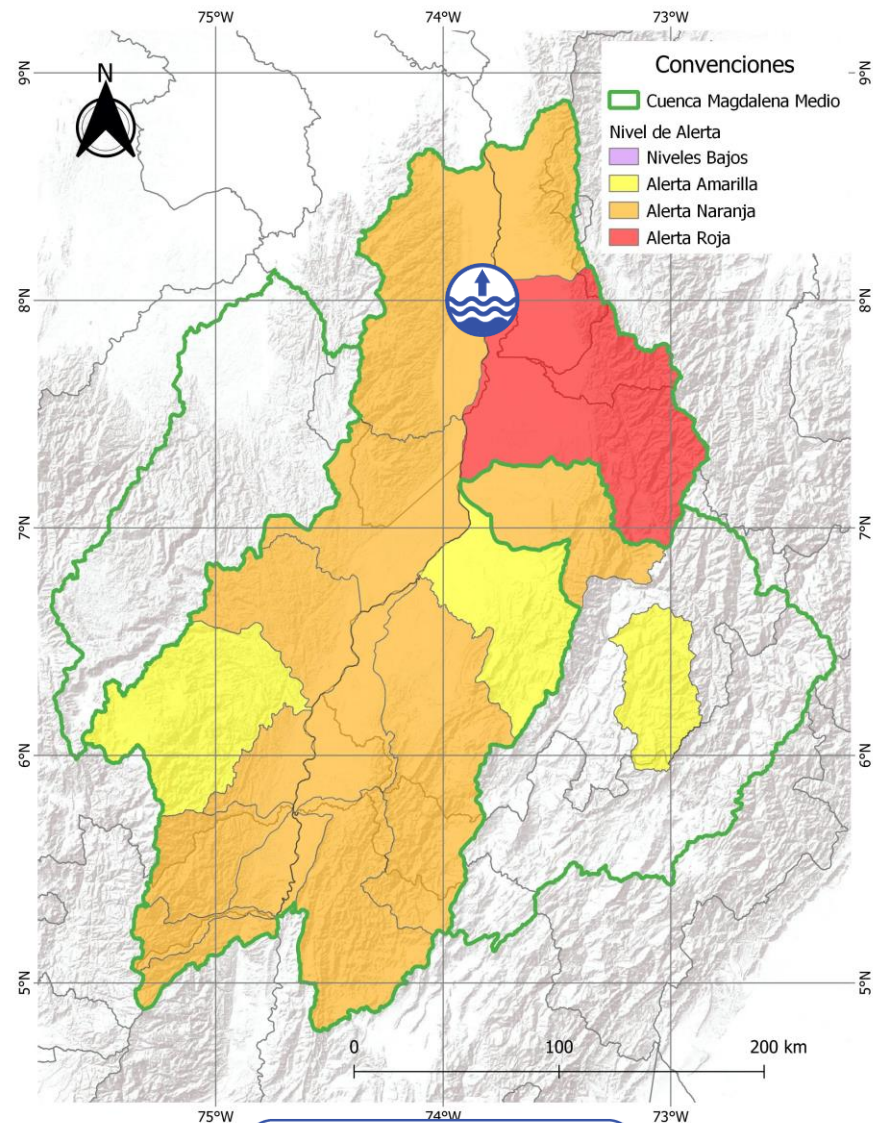 75°W 74°W 73°W
9°N 9°N
N
Convenciones
Cuenca Magdalena Medio
Nivel de Alerta
Niveles Bajos
Alerta Amarilla
Alerta Naranja
Alerta Roja
8°N 8°N
7°N 7°N
6°N 6°N
5°N 5°N
0 100 200 km
75°W 74°W 73°W